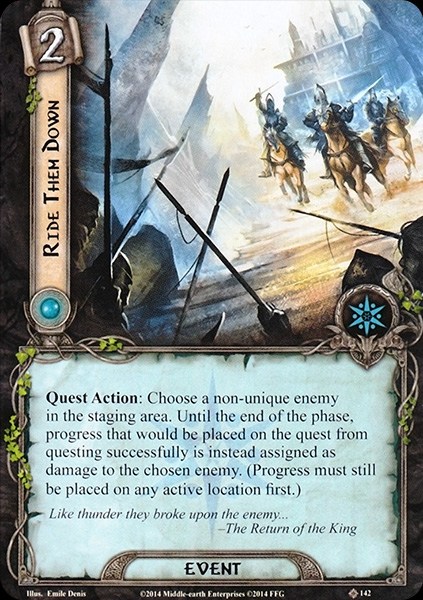 2
Ride Them Down
Quest Action: Choose a non-unique enemy
in the staging area. Until the end of the phase,
progress that would be placed on the quest from
questing successfully is instead assigned as
damage to the chosen enemy. (Progress must still
be placed on any active location first.)
Like thunder they broke upon the enemy...
–The Return of the King
EVENT
Illus. Emile Denis ©2014 Middle-earth Enterprises ©2014 FFG 142